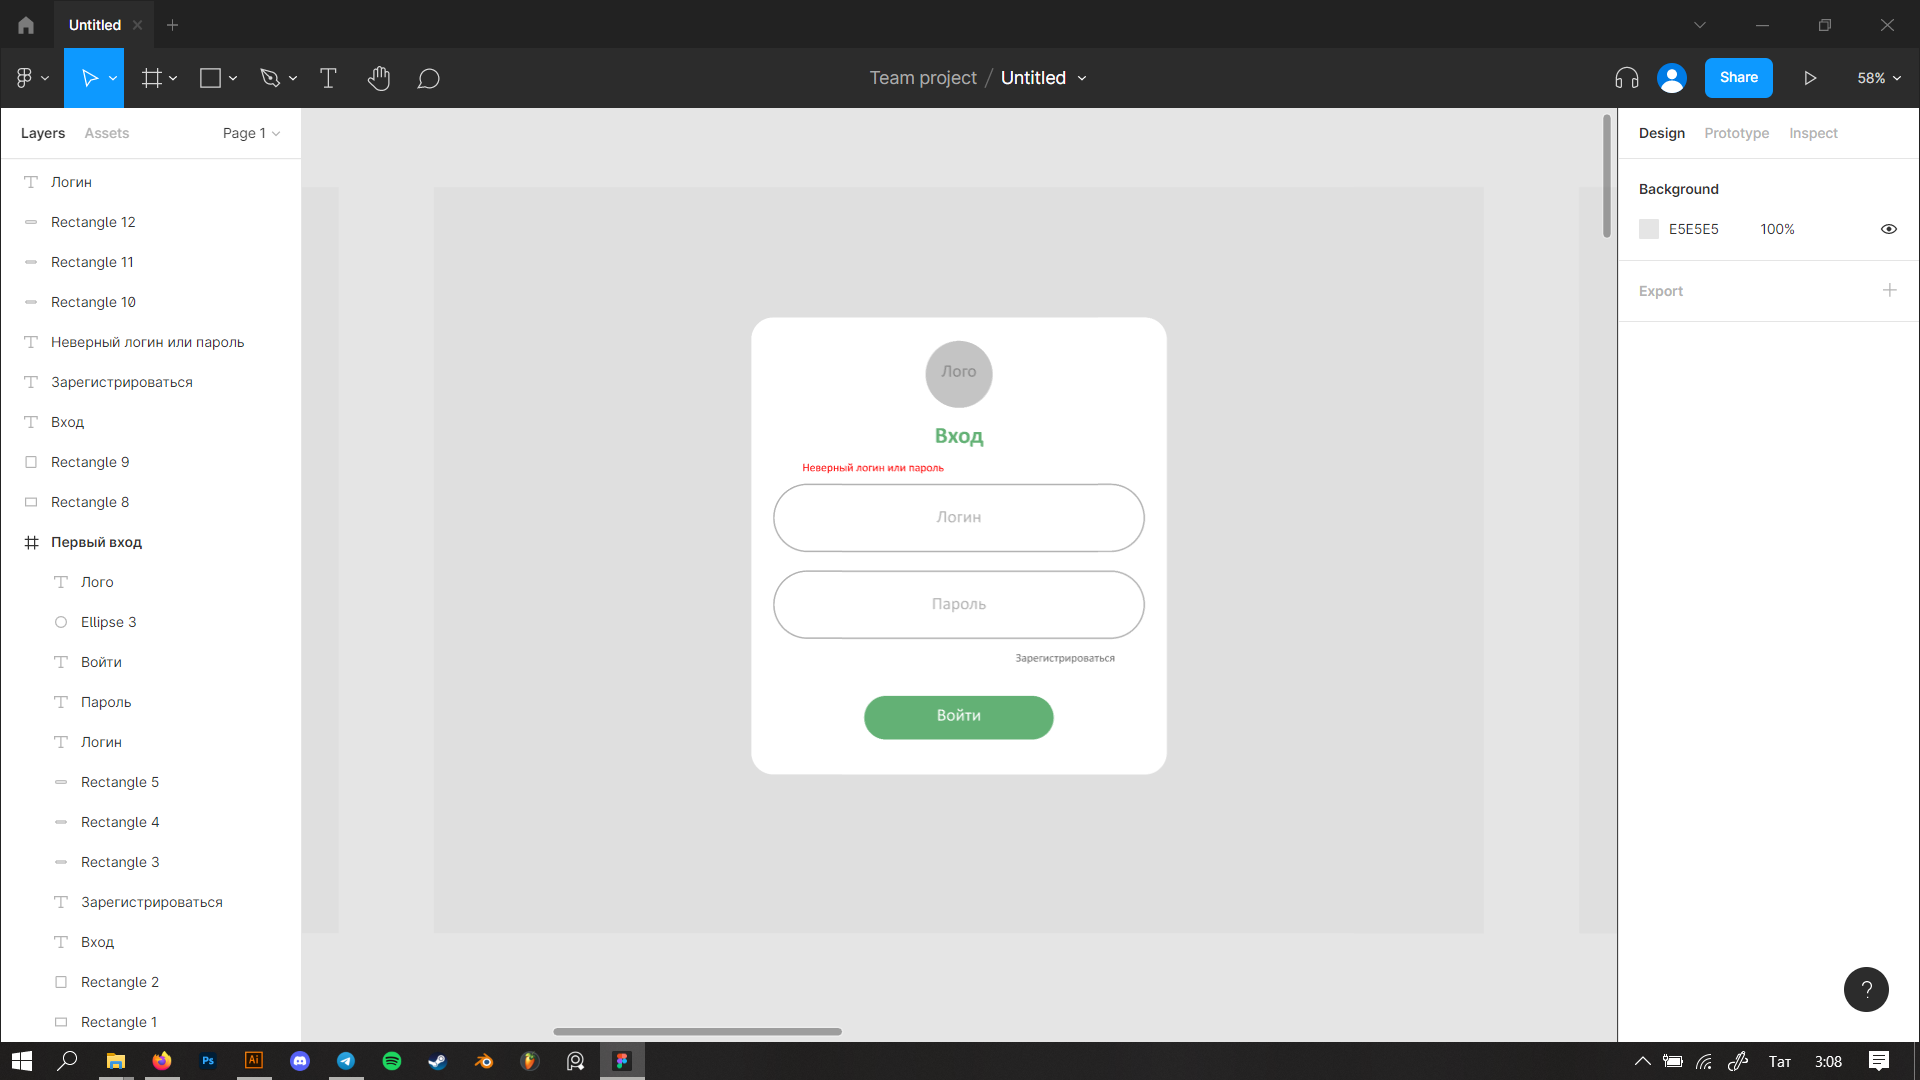 Untitled
Team project / Untitled
Share
58%
Layers
Assets
Page 1
Логин
Rectangle 12
Rectangle 11
Rectangle 10
Неверный логин или пароль
Зарегистрироваться
Вход
Rectangle 9
Rectangle 8
Первый вход
Лого
Ellipse 3
Войти
Пароль
Логин
Rectangle 5
Rectangle 4
Rectangle 3
Зарегистрироваться
Вход
Rectangle 2
Rectangle 1
Лого
Вход
Неверный логин или пароль
Логин
Пароль
Зарегистрироваться
Войти
Design
Prototype
Inspect
Background
E5E5E5
100%
Export
?
Ps
Ai
Тат
3:08